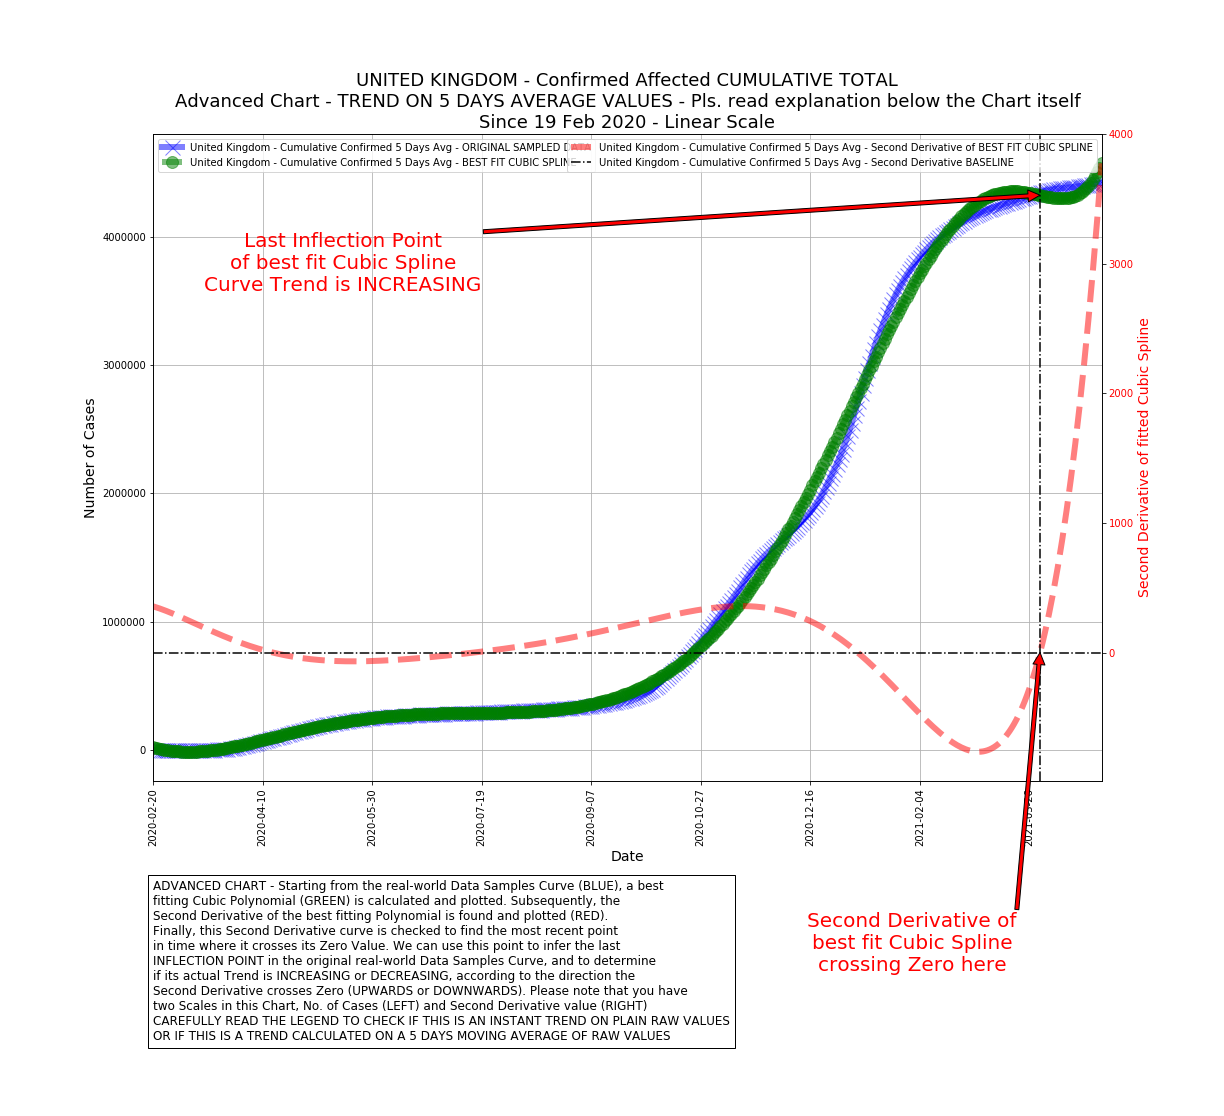 UNITED KINGDOM - Confirmed Affected CUMULATIVE TOTAL
Advanced Chart - TREND ON 5 DAYS AVERAGE VALUES - Pls. read explanation below the Chart itself
Since 19 Feb 2020 - Linear Scale
United Kingdom - Cumulative Confirmed 5 Days Avg - ORIGINAL SAMPLED
United Kingdom - Cumulative Confirmed 5 Days Avg - BEST FIT CUBIC SPLINE
United Kingdom - Cumulative Confirmed 5 Days Avg - Second Derivative of BEST FIT CUBIC SPLINE
United Kingdom - Cumulative Confirmed 5 Days Avg - Second Derivative BASELINE
Last Inflection Point
of best fit Cubic Spline
Curve Trend is INCREASING
Number of Cases
4000000
3000000
2000000
1000000
0
4000
3000
2000
1000
0
Second Derivative of fitted Cubic Spline
2020-02-20
2020-04-10
2020-05-30
2020-07-19
2020-09-07
2020-10-27
2020-12-16
2021-02-04
2021-03-26
Date
Second Derivative of
best fit Cubic Spline
crossing Zero here
ADVANCED CHART - Starting from the real-world Data Samples Curve (BLUE), a best
fitting Cubic Polynomial (GREEN) is calculated and plotted. Subsequently, the
Second Derivative of the best fitting Polynomial is found and plotted (RED).
Finally, this Second Derivative curve is checked to find the most recent point
in time where it crosses its Zero Value. We can use this point to infer the last
INFLECTION POINT in the original real-world Data Samples Curve, and to determine
if its actual Trend is INCREASING or DECREASING, according to the direction the
Second Derivative crosses Zero (UPWARDS or DOWNWARDS). Please note that you have
two Scales in this Chart, No. of Cases (LEFT) and Second Derivative value (RIGHT)
CAREFULLY READ THE LEGEND TO CHECK IF THIS IS AN INSTANT TREND ON PLAIN RAW VALUES
OR IF THIS IS A TREND CALCULATED ON A 5 DAYS MOVING AVERAGE OF RAW VALUES